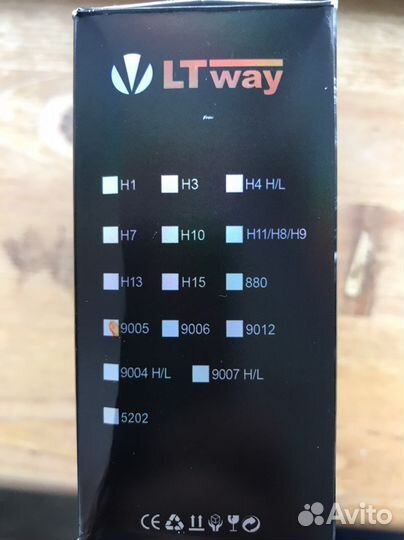 LTway
H1 H3 H4 H/L
H7 H10 H11/H8/H9
H13 H15 880
9005 9006 9012
9004 H/L 9007 H/L
5202
CE
Avito